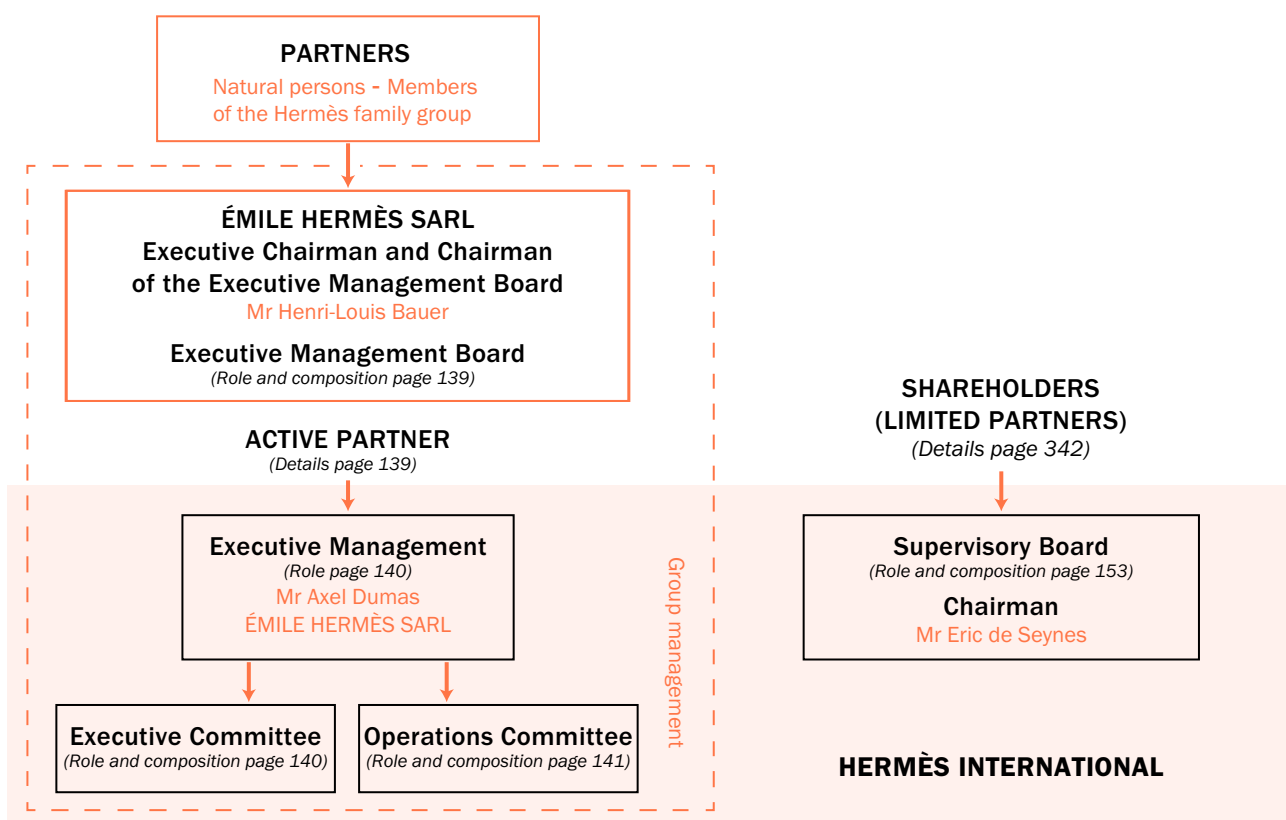 PARTNERS
Natural persons - Members
of the Hermès family group
ÉMILE HERMÈS SARL
Executive Chairman and Chairman
of the Executive Management Board
Mr Henri-Louis Bauer
Executive Management Board
(Role and composition page 139)
ACTIVE PARTNER
(Details page 139)
SHAREHOLDERS
(LIMITED PARTNERS)
(Details page 342)
Executive Management
(Role page 140)
Mr Axel Dumas
ÉMILE HERMÈS SARL
Group management
Supervisory Board
(Role and composition page 153)
Chairman
Mr Eric de Seynes
Executive Committee
(Role and composition page 140)
Operations Committee
(Role and composition page 141)
HERMÈS INTERNATIONAL